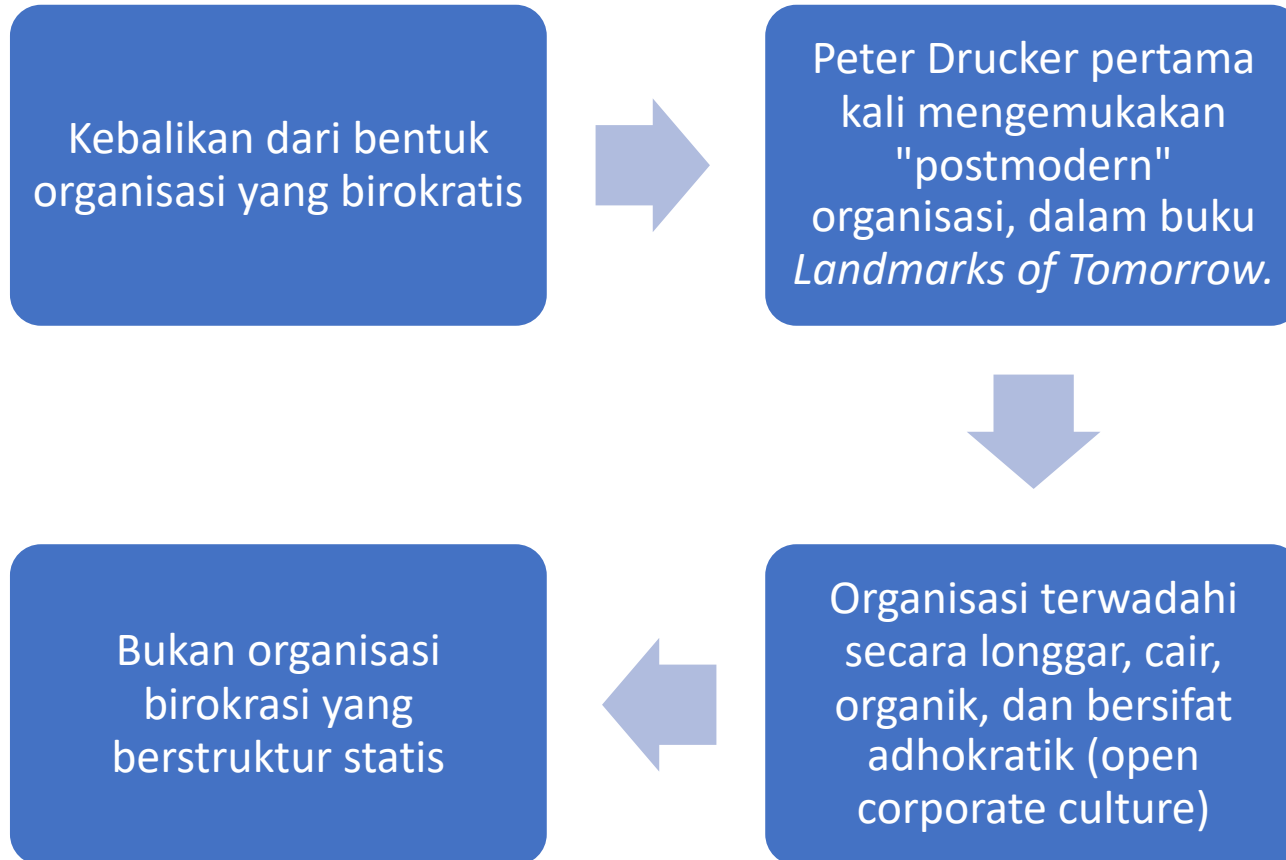 Kebalikan dari bentuk
organisasi yang birokratis
Peter Drucker pertama
kali mengemukakan
"postmodern"
organisasi, dalam buku
Landmarks of Tomorrow.
Organisasi terwadahi
secara longgar, cair,
organik, dan bersifat
adhokratik (open
corporate culture)
Bukan organisasi
birokrasi yang
berstruktur statis